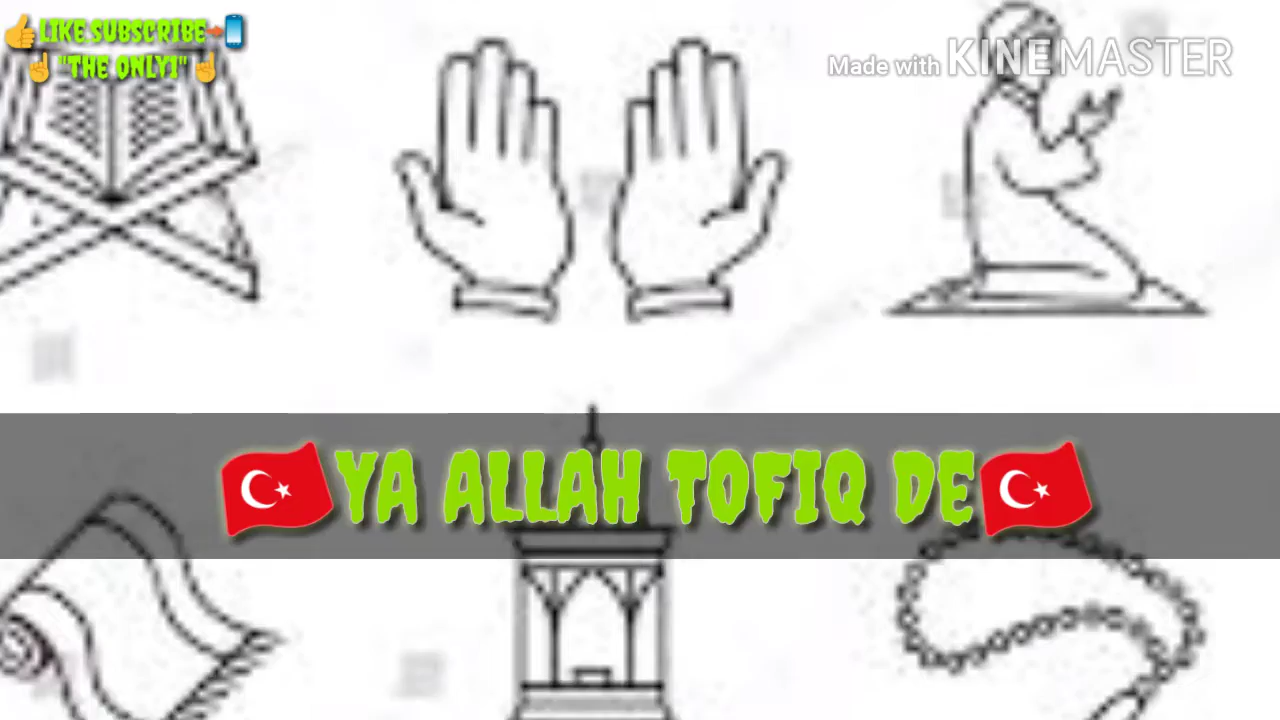 👍LIKE.SUBSCRIBE📲
☝"THE ONLY1"☝
Made with KINEMASTER
🇹🇷YA ALLAH TOFIQ DE🇹🇷